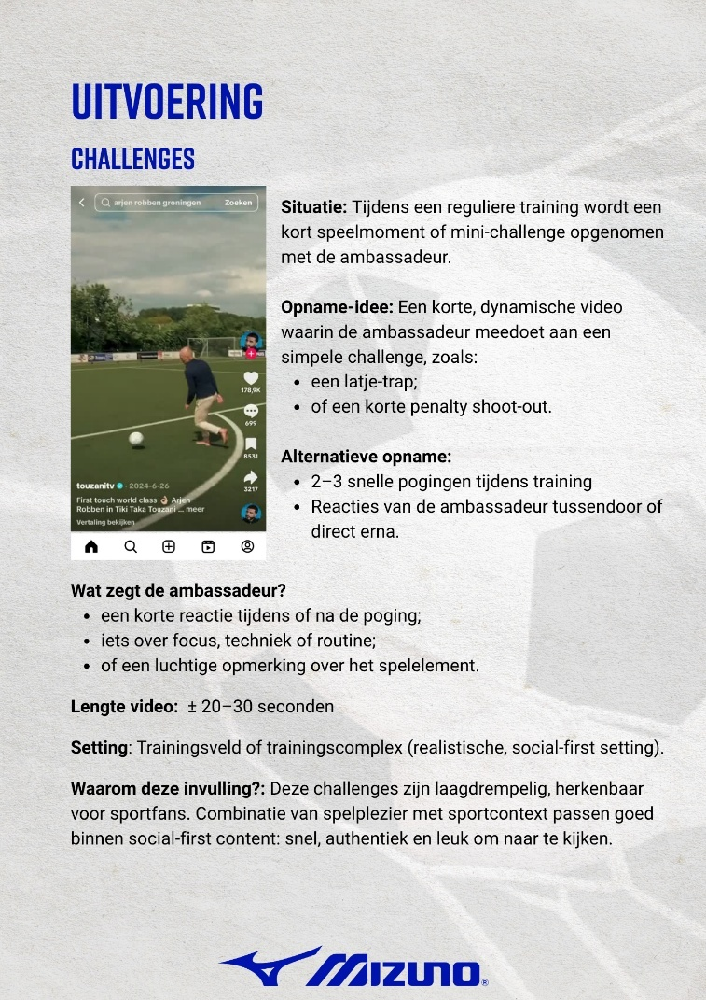 UITVOERING
CHALLENGES
arjen robben groningen Zoeken
178,9K
699
8531
3217
touzanitv · 2024-6-26
First touch world class 👌🏼 Arjen
Robben in Tiki Taka Touzani ... meer
Vertaling bekijken
Situatie: Tijdens een reguliere training wordt een
kort speelmoment of mini-challenge opgenomen
met de ambassadeur.
Opname-idee: Een korte, dynamische video
waarin de ambassadeur meedoet aan een
simpele challenge, zoals:
• een latje-trap;
• of een korte penalty shoot-out.
Alternatieve opname:
• 2–3 snelle pogingen tijdens training
• Reacties van de ambassadeur tussendoor of
direct erna.
Wat zegt de ambassadeur?
• een korte reactie tijdens of na de poging;
• iets over focus, techniek of routine;
• of een luchtige opmerking over het spelelement.
Lengte video: ± 20–30 seconden
Setting: Trainingsveld of trainingscomplex (realistische, social-first setting).
Waarom deze invulling?: Deze challenges zijn laagdrempelig, herkenbaar
voor sportfans. Combinatie van spelplezier met sportcontext passen goed
binnen social-first content: snel, authentiek en leuk om naar te kijken.
MIZUNO®